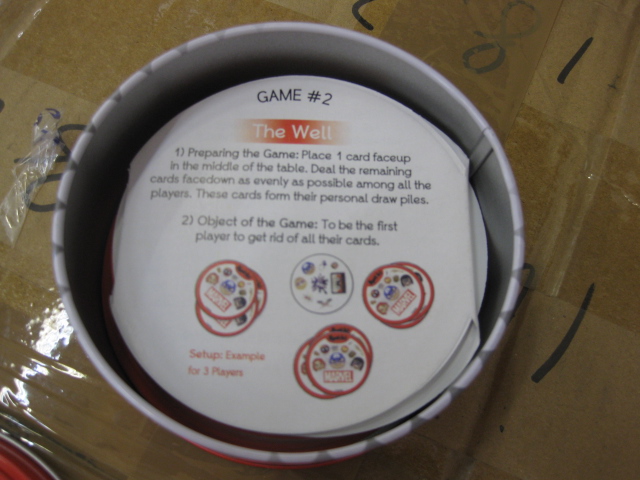 GAME #2
The Well
1) Preparing the Game: Place 1 card faceup
in the middle of the table. Deal the remaining
cards facedown as evenly as possible among all the
players. These cards form their personal draw piles.
2) Object of the Game: To be the first
player to get rid of all their cards.
MARVEL
MARVEL
MARVEL
Setup: Example
for 3 Players